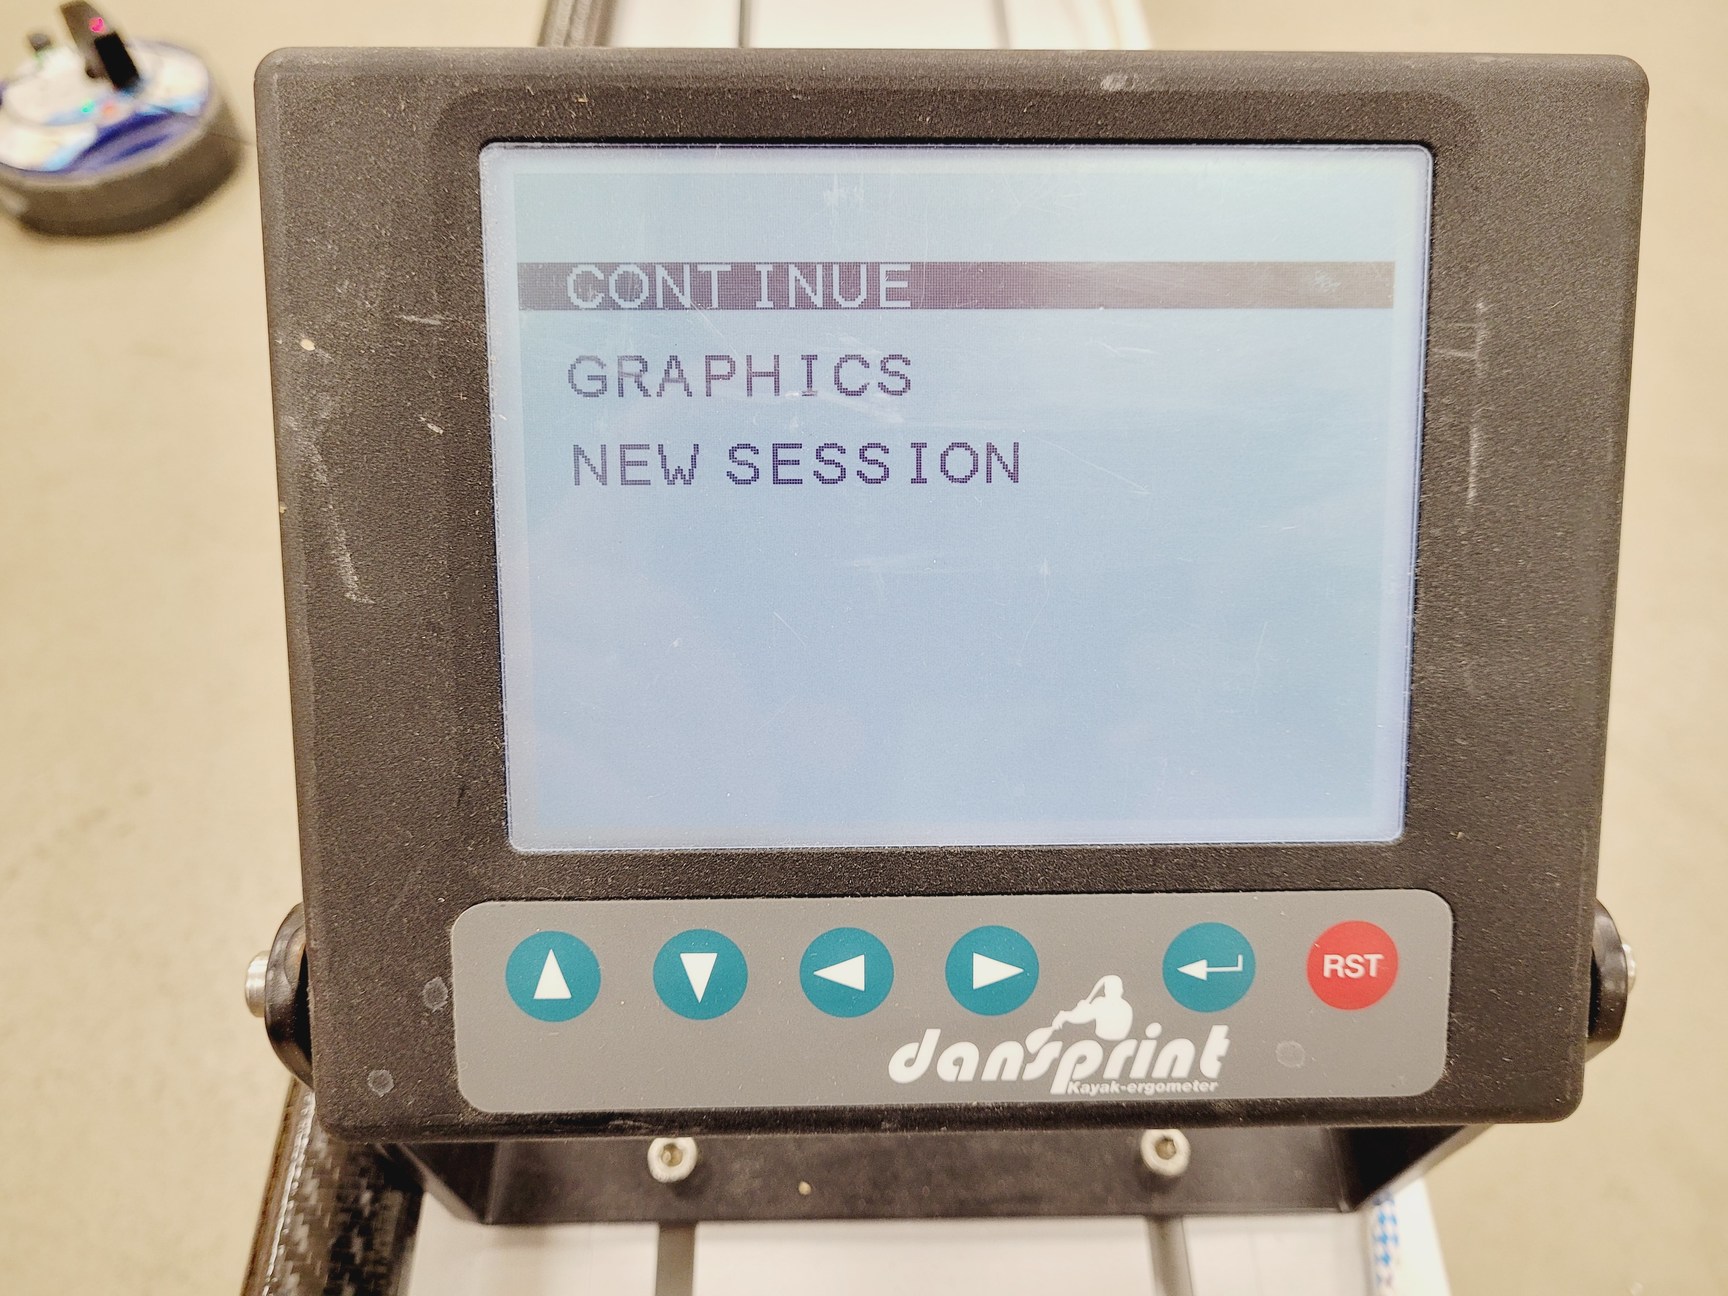 CONTINUE
GRAPHICS
NEW SESSION
RST
dansprint
Kayak-ergometer